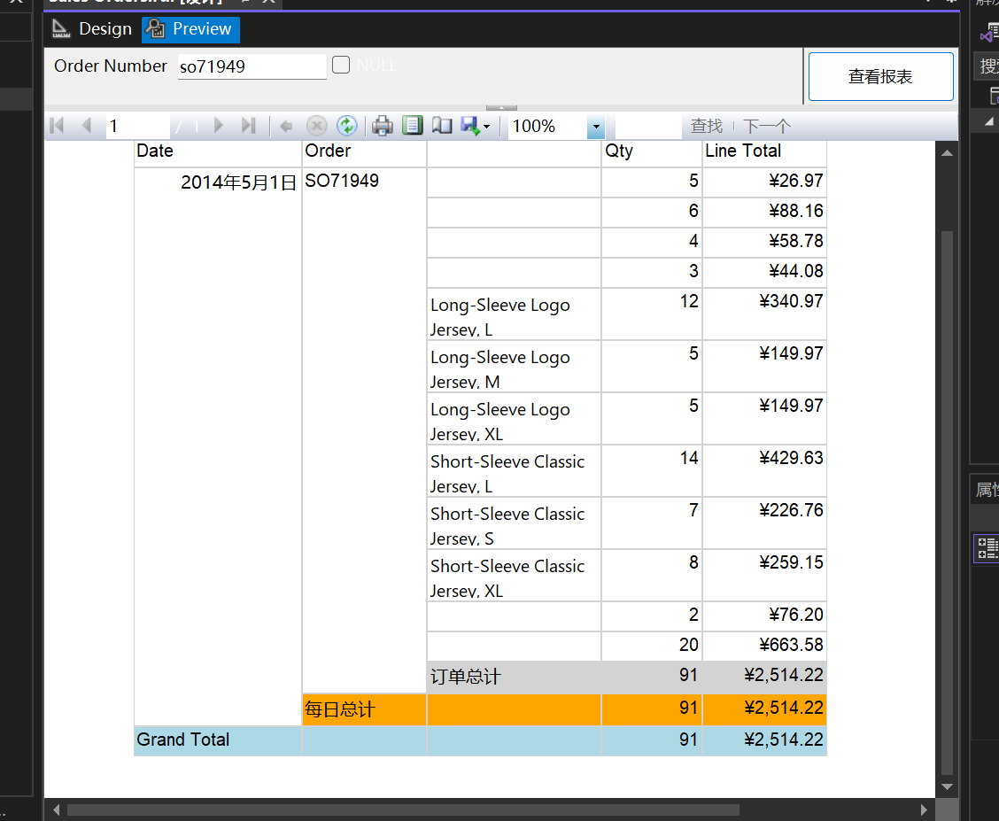 Design Preview
Order Number so71949 NULL 查看报表
1 / 1 100% 查找 下一个
Date Order Qty Line Total
2014年5月1日 SO71949 5 ¥26.97
6 ¥88.16
4 ¥58.78
3 ¥44.08
Long-Sleeve Logo 12 ¥340.97
Jersey, L
Long-Sleeve Logo 5 ¥149.97
Jersey, M
Long-Sleeve Logo 5 ¥149.97
Jersey, XL
Short-Sleeve Classic 14 ¥429.63
Jersey, L
Short-Sleeve Classic 7 ¥226.76
Jersey, S
Short-Sleeve Classic 8 ¥259.15
Jersey, XL
2 ¥76.20
20 ¥663.58
订单总计 91 ¥2,514.22
每日总计 91 ¥2,514.22
Grand Total 91 ¥2,514.22